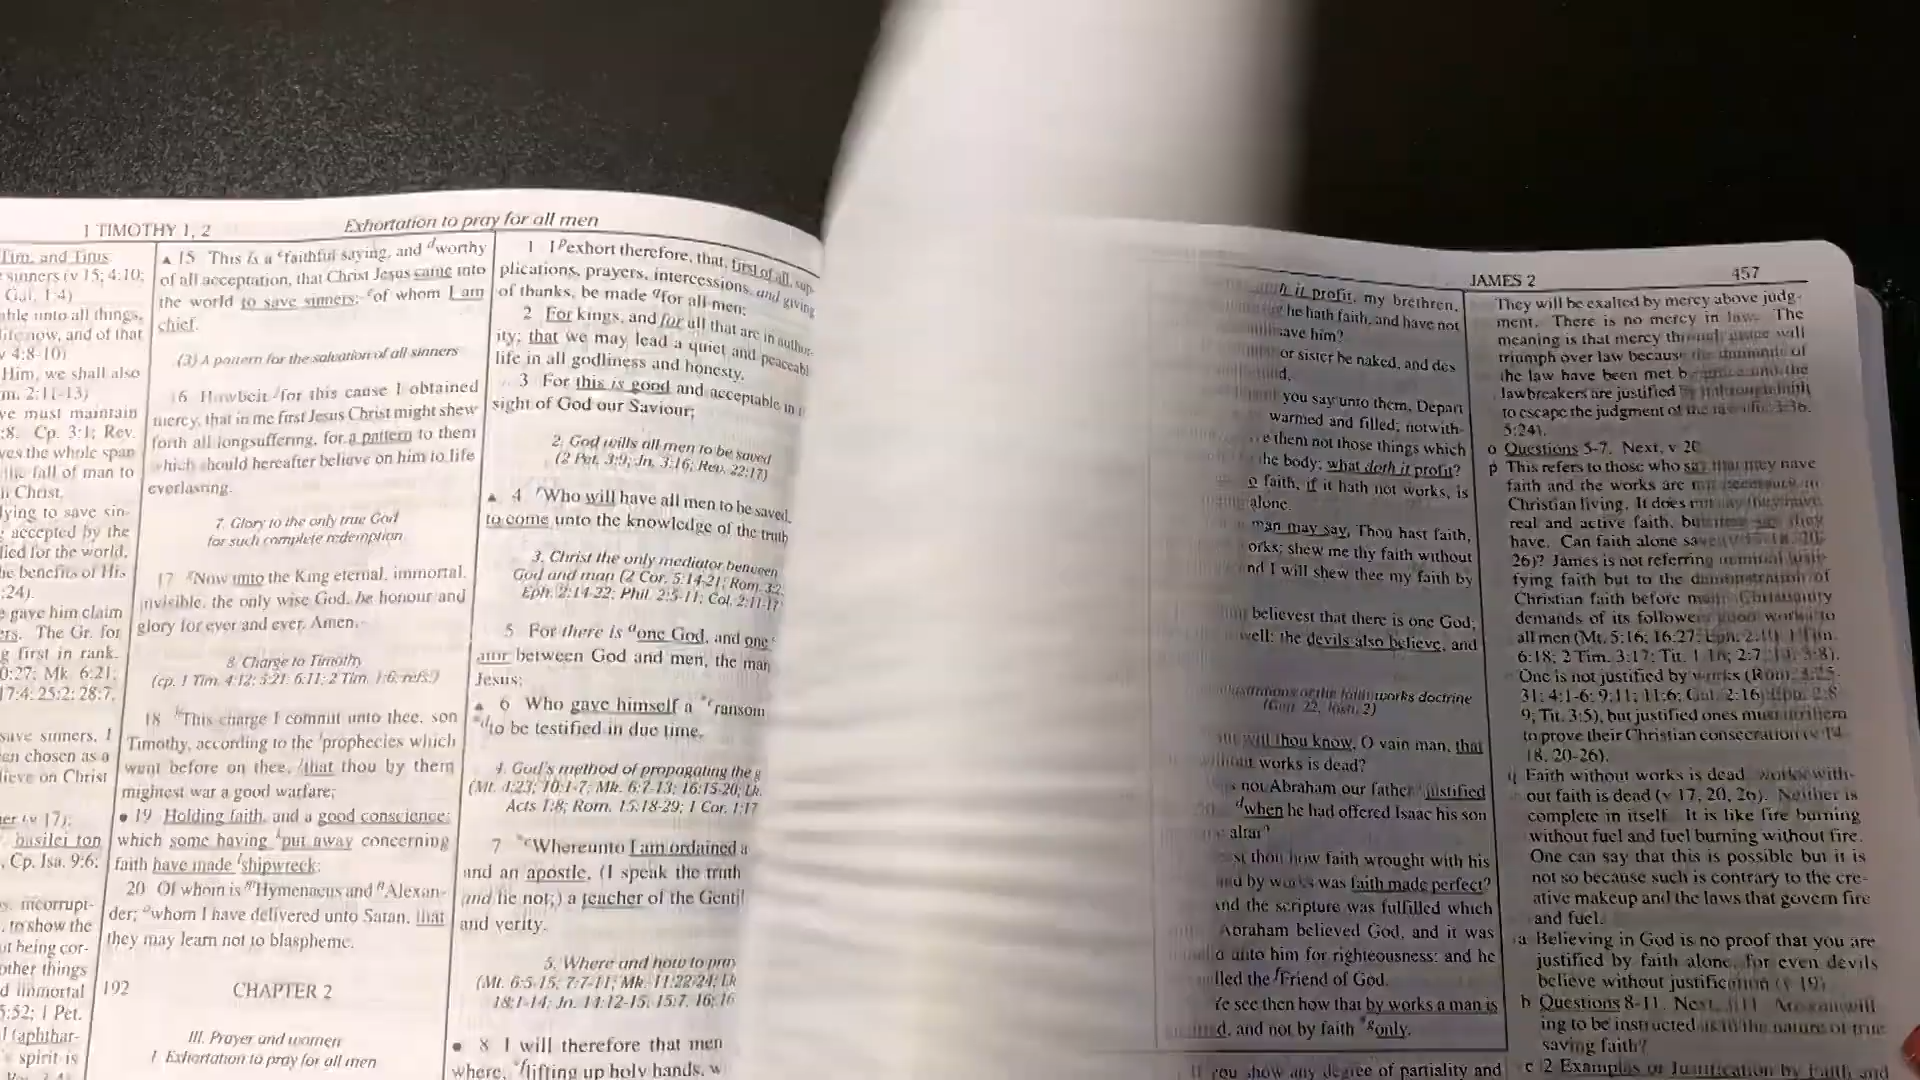 1 TIMOTHY 1, 2
Exhortation to pray for all men
Tim. and Titus
sinners (v 15; 4:10;
Gal. 1:4)
able unto all things,
life now, and of that
v 4:8-10)
Him, we shall also
m. 2:11-13)
ve must maintain
:8. Cp. 3:1; Rev.
ves the whole span
the fall of man to
Christ.
lying to save sin-
accepted by the
lied for the world,
he benefits of His
:24).
e gave him claim
ers. The Gr. for
g first in rank.
0:27; Mk. 6:21;
17:4; 25:2; 28:7,
save sinners, I
en chosen as a
lieve on Christ
ner (v 17);
basilei ton
. Cp. Isa. 9:6;
incorrupt-
to show the
ot being cor-
other things
d immortal
5:52; 1 Pet.
(aphthar-
spirit is
▲ 15 This is a faithful saying, and dworthy
of all acceptation, that Christ Jesus came into
the world to save sinners; eof whom I am
chief.
(3) A pattern for the salvation of all sinners
16 Howbeit ffor this cause I obtained
mercy, that in me first Jesus Christ might shew
forth all longsuffering, for a pattern to them
which should hereafter believe on him to life
everlasting.
7. Glory to the only true God
for such complete redemption
17 Now unto the King eternal, immortal,
invisible, the only wise God, be honour and
glory for ever and ever. Amen.
8. Charge to Timothy
(cp. 1 Tim. 4:12; 5:21; 6:11; 2 Tim. 1:6, refs.)
18 This charge I commit unto thee, son
Timothy, according to the prophecies which
went before on thee, that thou by them
mightest war a good warfare;
● 19 Holding faith, and a good conscience;
which some having kput away concerning
faith have made lshipwreck:
20 Of whom is mHymenaeus and nAlexan-
der; owhom I have delivered unto Satan, that
they may learn not to blaspheme.
192 CHAPTER 2
III. Prayer and women
1. Exhortation to pray for all men
1 I pexhort therefore, that, first of all, sup-
plications, prayers, intercessions, and giving
of thanks, be made qfor all men;
2 For kings, and for all that are in author-
ity; that we may lead a quiet and peaceabl
life in all godliness and honesty.
3 For this is good and acceptable in
sight of God our Saviour;
2. God wills all men to be saved
(2 Pet. 3:9; Jn. 3:16; Rev. 22:17)
▲ 4 rWho will have all men to be saved,
to come unto the knowledge of the truth
3. Christ the only mediator between
God and man (2 Cor. 5:14-21; Rom. 3:2
Eph. 2:14-22; Phil. 2:5-11; Col. 2:11-17
5 For there is one God, and one
ator between God and men, the man
Jesus;
▲ 6 Who gave himself a cransom
dto be testified in due time.
4. God's method of propagating the g
(Mt. 4:23; 10:1-7; Mk. 6:7-13; 16:15-20; Lk.
Acts 1:8; Rom. 15:18-29; 1 Cor. 1:17
7 eWhereunto I am ordained a
and an apostle, (I speak the truth
and lie not;) a teacher of the Gentil
and verity.
5. Where and how to pray
(Mt. 6:5-15; 7:7-11; Mk. 11:22-24; Lk
18:1-14; Jn. 14:12-15; 15:7, 16; 16
● 8 I will therefore that men
where, flifting up holy hands, w
JAMES 2
457
it profit, my brethren,
he hath faith, and have not
ave him?
or sister be naked, and des
d,
you say unto them, Depart
warmed and filled; notwith-
e them not those things which
the body; what doth it profit?
faith, if it hath not works, is
alone.
man may say, Thou hast faith,
orks; shew me thy faith without
nd I will shew thee my faith by
believest that there is one God;
well: the devils also believe, and
illustrations of the faith works doctrine
(Gen. 22; Josh. 2)
wilt thou know, O vain man, that
without works is dead?
not Abraham our father justified
dwhen he had offered Isaac his son
altar?
st thou how faith wrought with his
and by works was faith made perfect?
And the scripture was fulfilled which
Abraham believed God, and it was
unto him for righteousness: and he
lled the fFriend of God.
Ye see then how that by works a man is
d, and not by faith gonly.
you show any degree of partiality and
They will be exalted by mercy above judg-
ment. There is no mercy in law. The
meaning is that mercy through grace will
triumph over law because the demands of
the law have been met by grace and the
lawbreakers are justified
to escape the judgment of the
5:24).
o Questions 5-7. Next, v 20
p This refers to those who say that they have
faith and the works are not necessary to
Christian living. It does not say they have
real and active faith, but they say they
have. Can faith alone save
26)? James is not referring
fying faith but to the demonstration of
Christian faith before men. Christianity
demands of its followers good works to
all men (Mt. 5:16; 16:27; Eph. 2:10; 1 Tim.
6:18; 2 Tim. 3:17; Tit. 1:16; 2:7, 14; 3:8).
One is not justified by works (Rom. 3:25-
31; 4:1-6; 9:11; 11:6; Gal. 2:16; Eph. 2:8
9; Tit. 3:5), but justified ones must do them
to prove their Christian consecration (v 14-
18, 20-26).
q Faith without works is dead works with-
out faith is dead (v 17, 20, 26). Neither is
complete in itself. It is like fire burning
without fuel and fuel burning without fire.
One can say that this is possible but it is
not so because such is contrary to the cre-
ative makeup and the laws that govern fire
and fuel.
a Believing in God is no proof that you are
justified by faith alone, for even devils
believe without justification (v 19).
b Questions 8-11. Next,
ing to be instructed as to the nature of true
saving faith?
c 2 Examples of Justification by Faith and